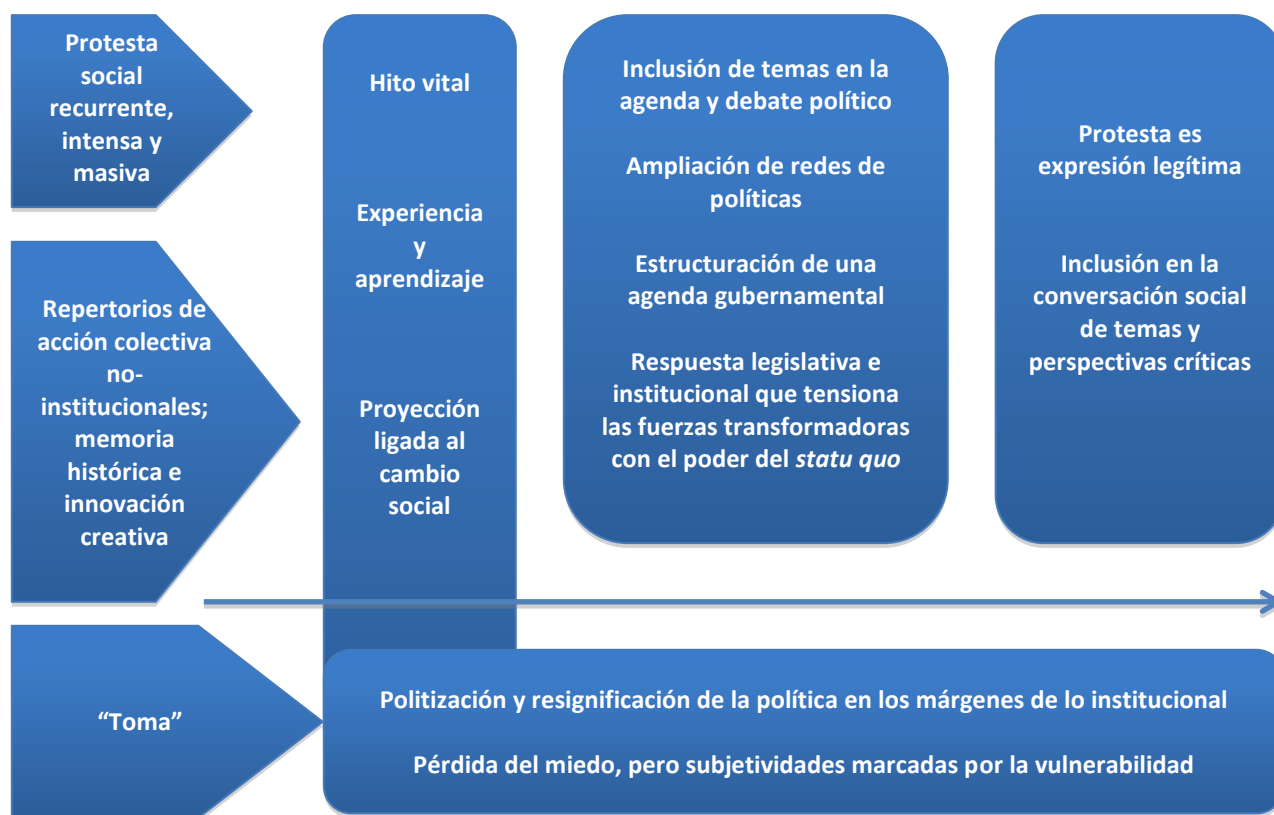 Protesta
social
recurrente,
intensa y
masiva
Repertorios de
acción colectiva
no-
institucionales;
memoria
histórica e
innovación
creativa
“Toma”
Hito vital
Experiencia
y
aprendizaje
Proyección
ligada al
cambio
social
Inclusión de temas en la
agenda y debate político
Ampliación de redes de
políticas
Estructuración de una
agenda gubernamental
Respuesta legislativa e
institucional que tensiona
las fuerzas transformadoras
con el poder del statu quo
Protesta es
expresión legítima
Inclusión en la
conversación social
de temas y
perspectivas críticas
Politización y resignificación de la política en los márgenes de lo institucional
Pérdida del miedo, pero subjetividades marcadas por la vulnerabilidad